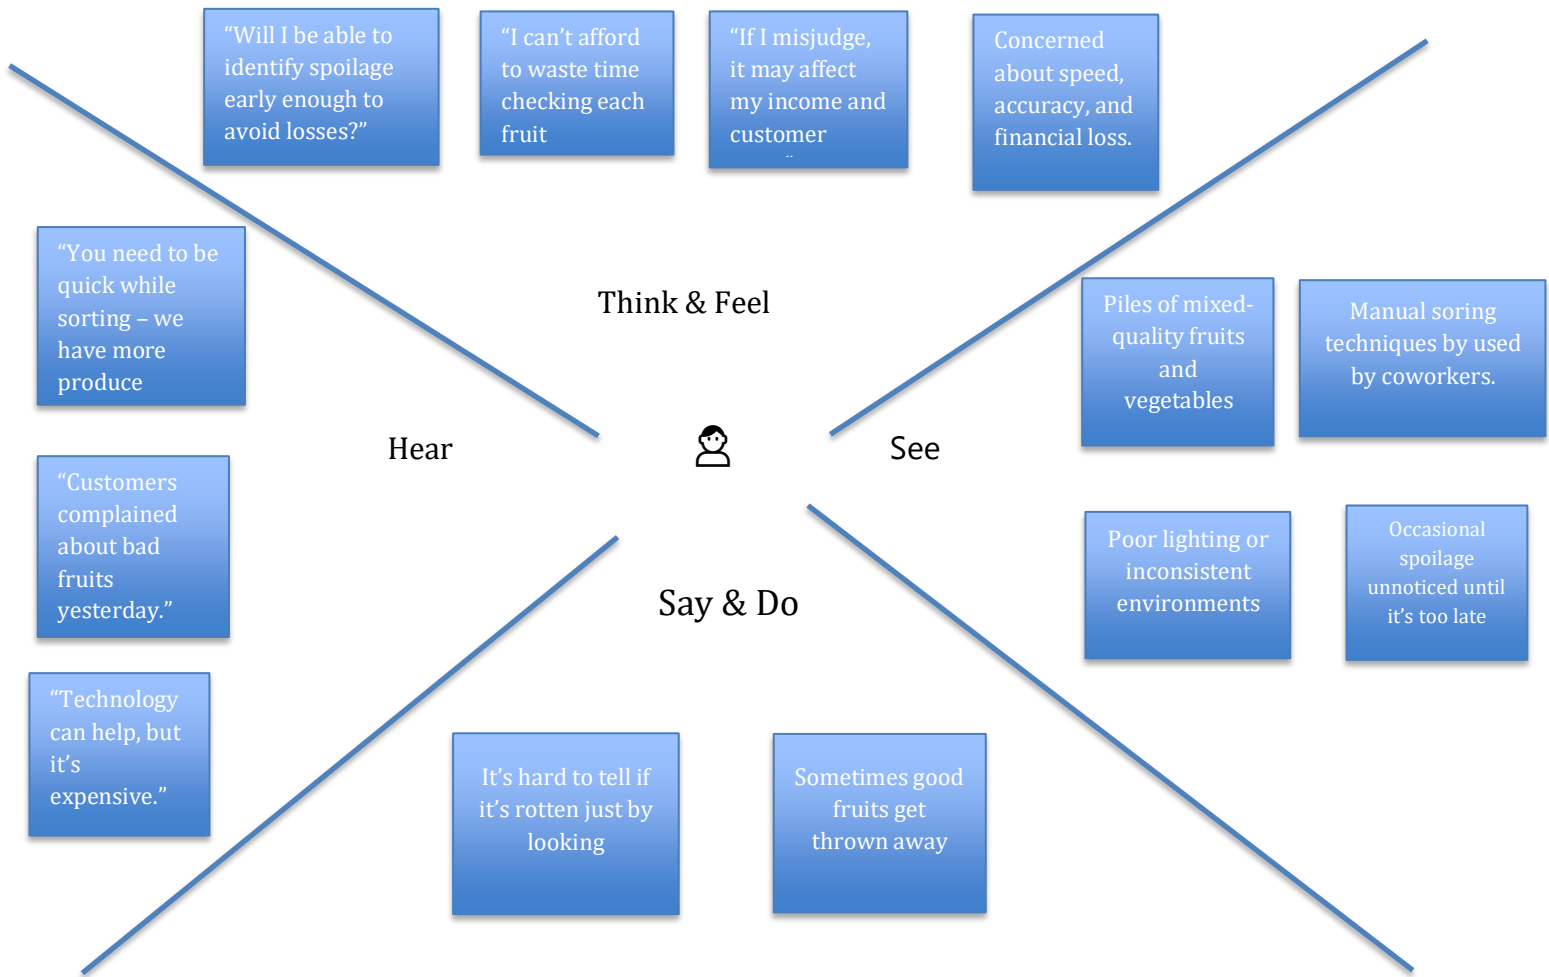 “Will I be able to
identify spoilage
early enough to
avoid losses?”
“I can’t afford
to waste time
checking each
fruit
“If I misjudge,
it may affect
my income and
customer
Concerned
about speed,
accuracy, and
financial loss.
Think & Feel
“You need to be
quick while
sorting – we
have more
produce
Hear
“Customers
complained
about bad
fruits
yesterday.”
“Technology
can help, but
it’s
expensive.”
See
Piles of mixed-
quality fruits
and
vegetables
Manual soring
techniques by used
by coworkers.
Poor lighting or
inconsistent
environments
Occasional
spoilage
unnoticed until
it’s too late
Say & Do
It’s hard to tell if
it’s rotten just by
looking
Sometimes good
fruits get
thrown away